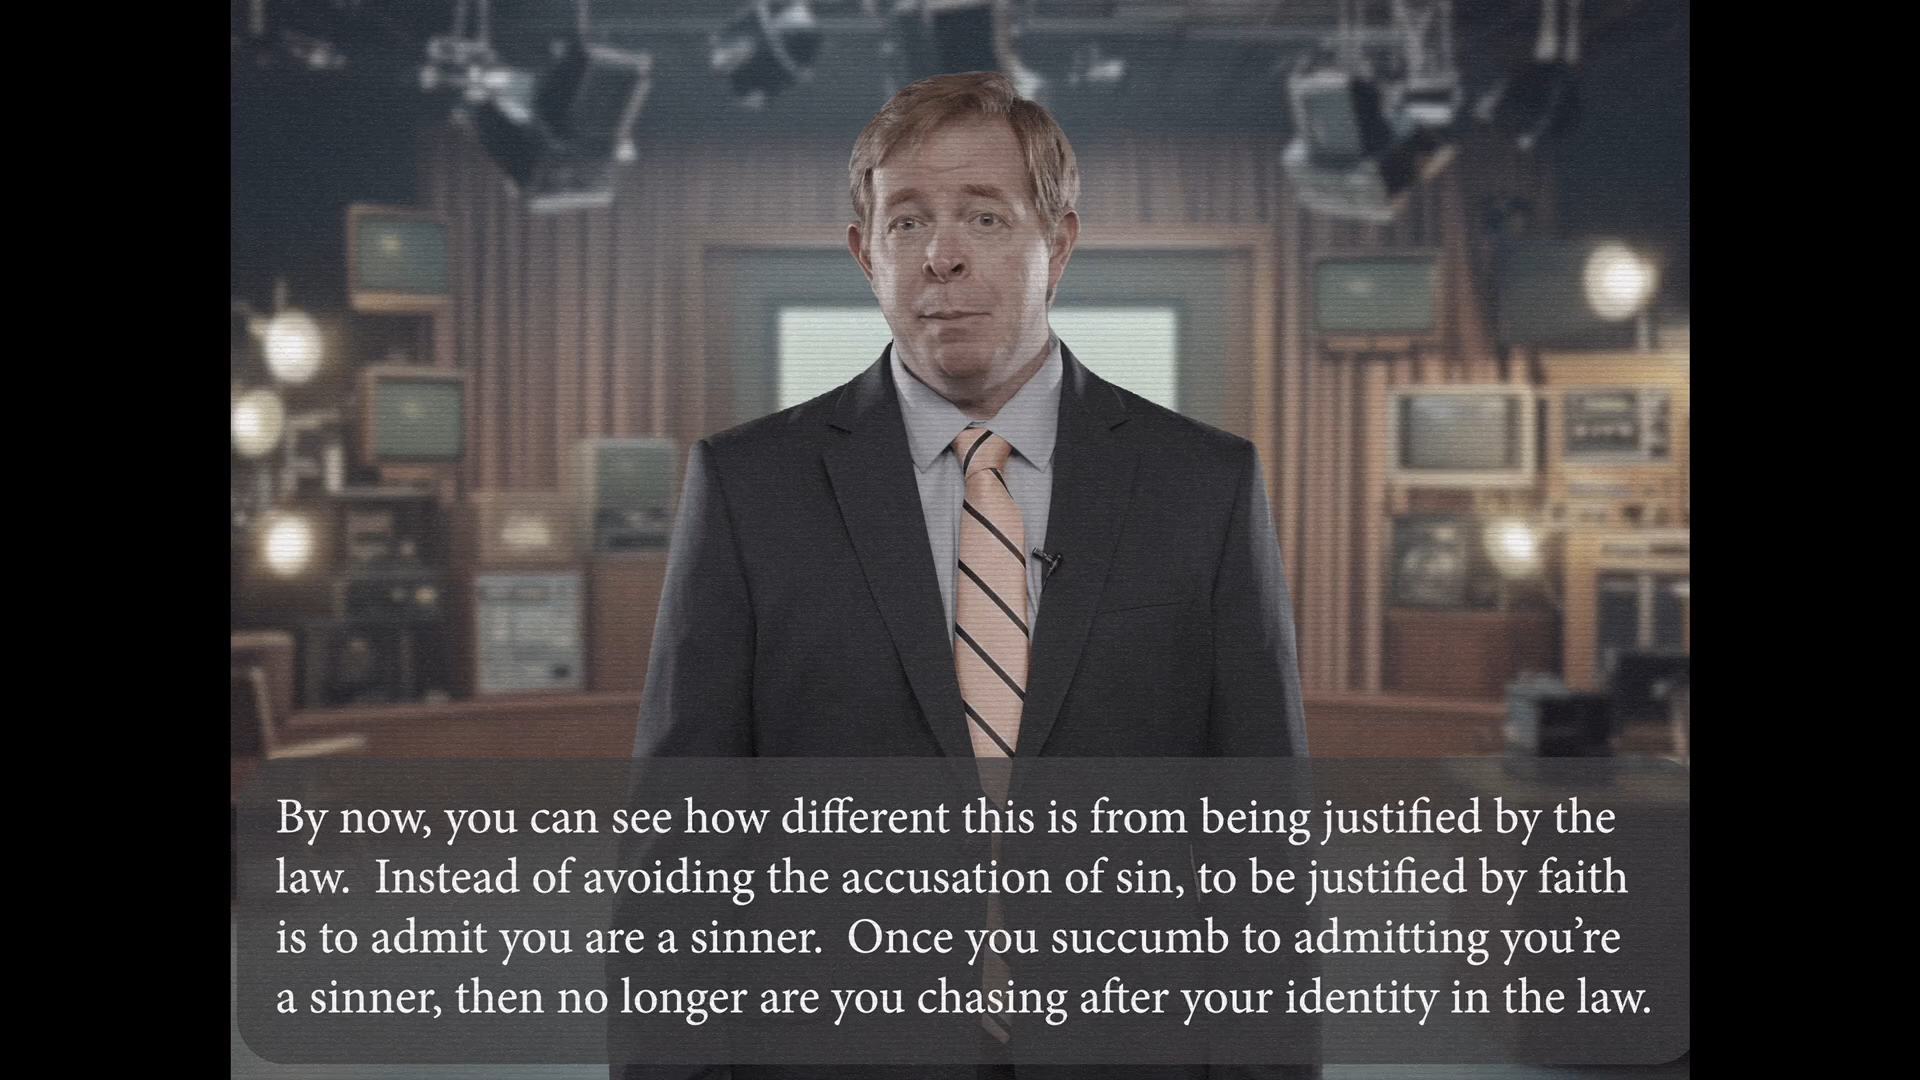 By now, you can see how different this is from being justified by the
law.  Instead of avoiding the accusation of sin, to be justified by faith
is to admit you are a sinner.  Once you succumb to admitting you’re
a sinner, then no longer are you chasing after your identity in the law.